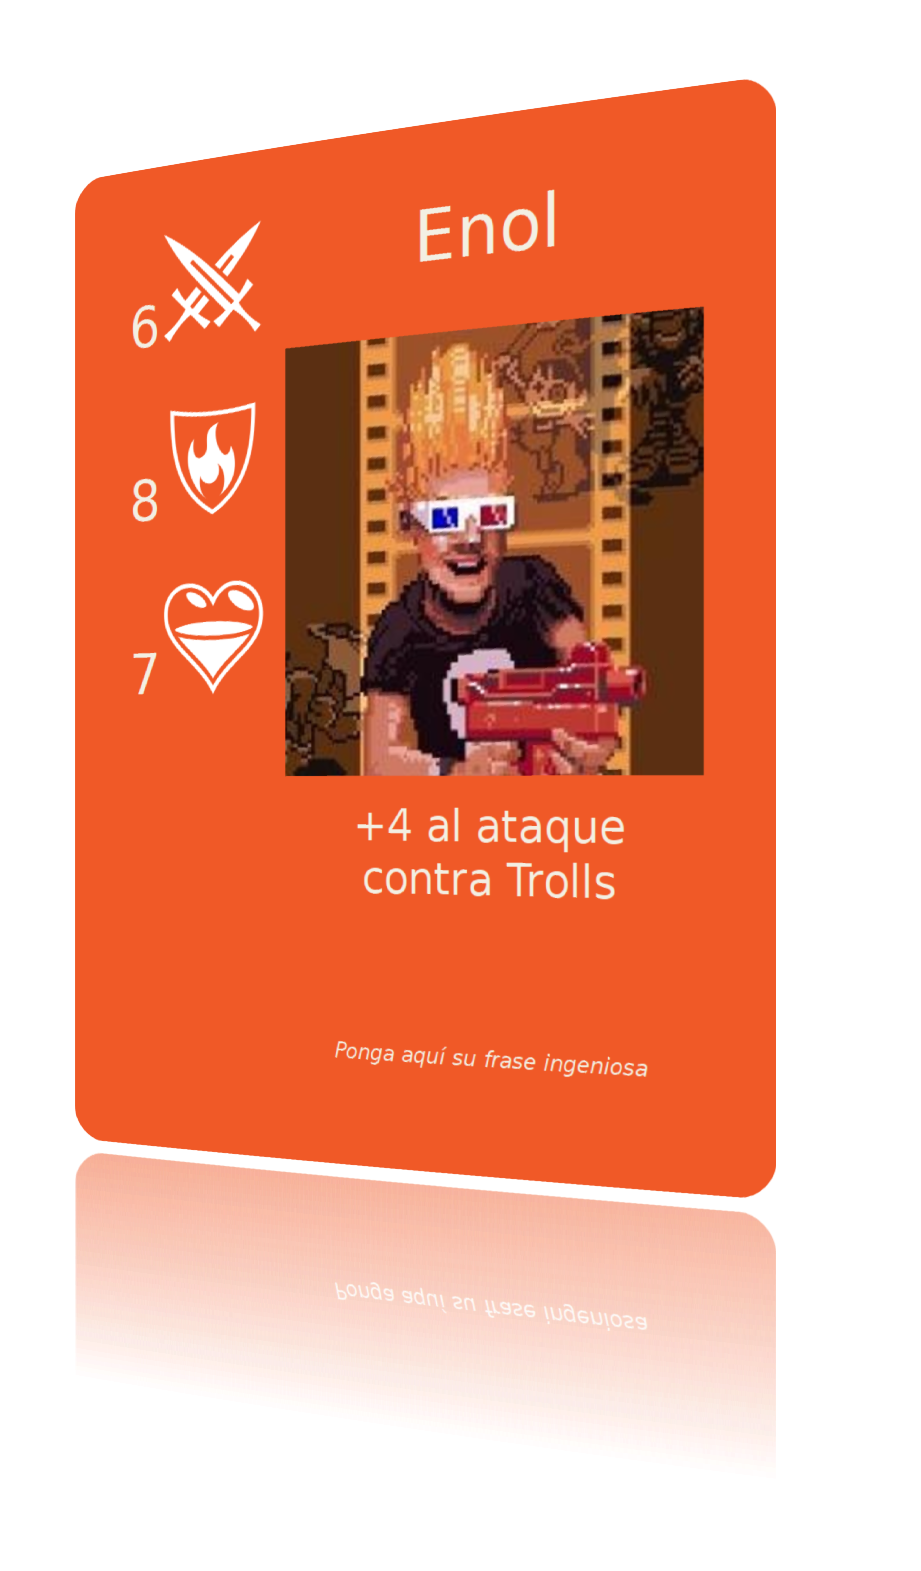 Enol
6
8
7
+4 al ataque
contra Trolls
Ponga aquí su frase ingeniosa
Ponga aquí su frase ingeniosa